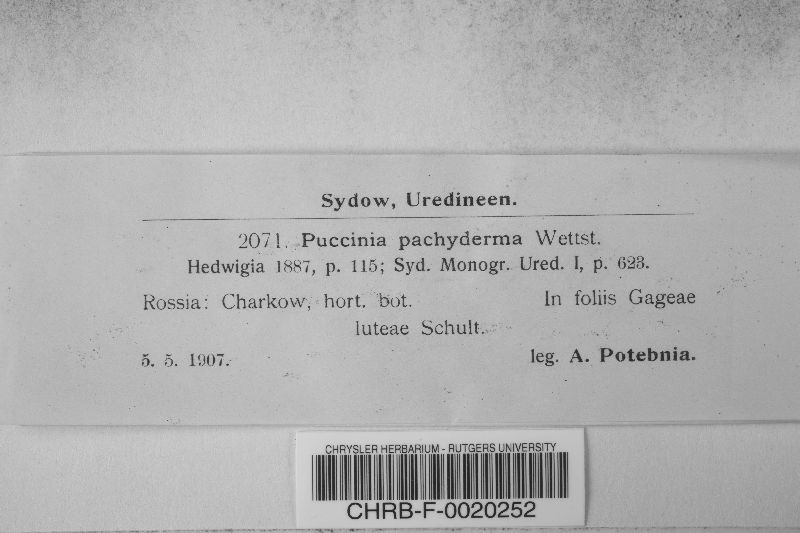 Sydow, Uredineen.
2071. Puccinia pachyderma Wettst.
Hedwigia 1887, p. 115; Syd. Monogr. Ured. I, p. 623.
Rossia: Charkow, hort. bot. In foliis Gageae
luteae Schult.
5. 5. 1907. leg. A. Potebnia.
CHRYSLER HERBARIUM - RUTGERS UNIVERSITY
CHRB-F-0020252